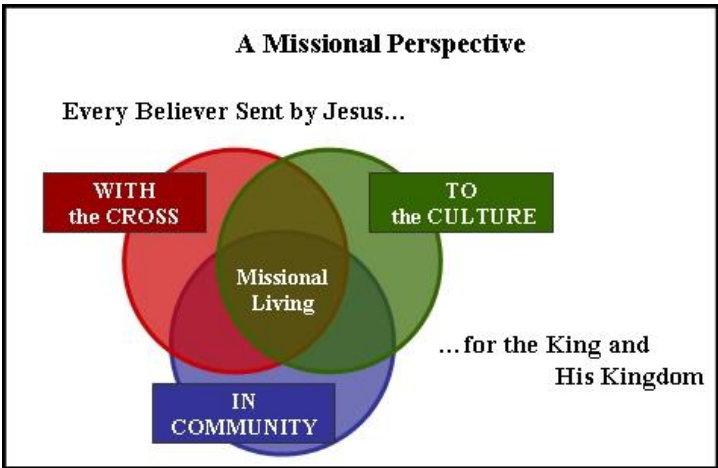 A Missional Perspective
Every Believer Sent by Jesus...
WITH
the CROSS
TO
the CULTURE
Missional
Living
...for the King and
His Kingdom
IN
COMMUNITY